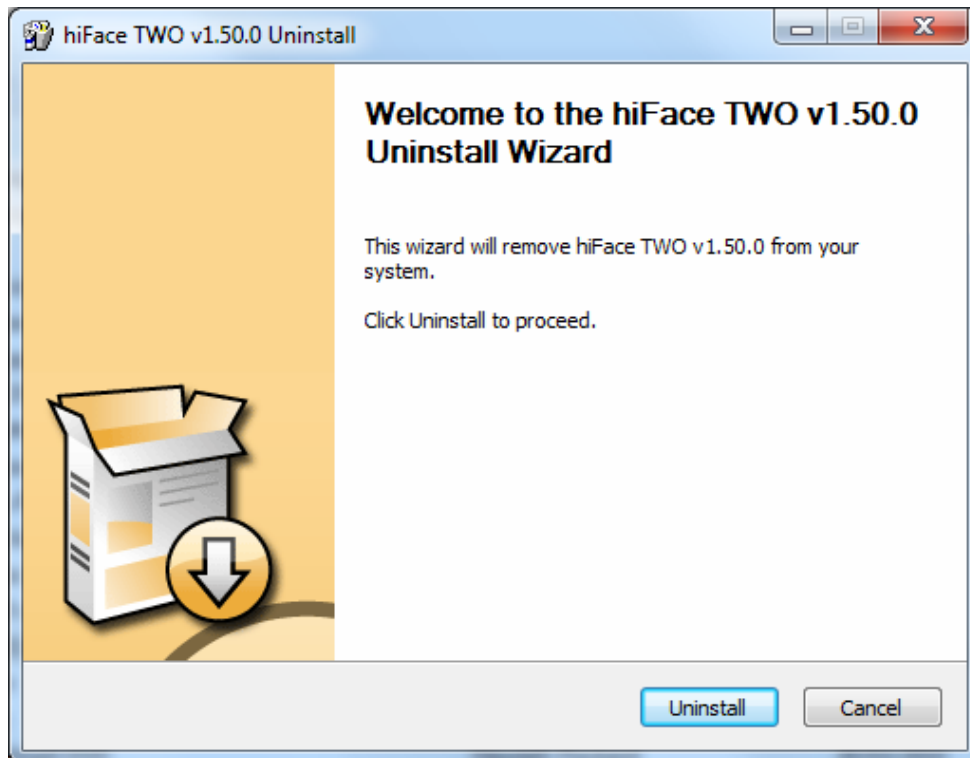 hiFace TWO v1.50.0 Uninstall
Welcome to the hiFace TWO v1.50.0
Uninstall Wizard
This wizard will remove hiFace TWO v1.50.0 from your
system.
Click Uninstall to proceed.
Uninstall
Cancel